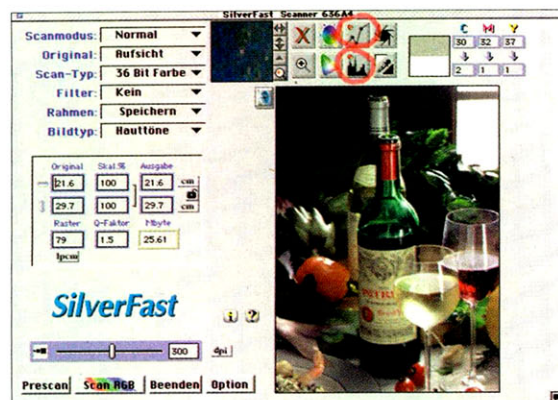 SilverFast Scanner 636A4
Scanmodus: Normal
Original: Aufsicht
Scan-Typ: 36 Bit Farbe
Filter: Kein
Rahmen: Speichern
Bildtyp: Hauttöne
C M Y
30 32 37
2 1 1
Original Skal.% Ausgabe
21.6 100 21.6 cm
29.7 100 29.7 cm
Raster Q-Faktor Mbyte
79 1.5 25.61
lpcm
SilverFast
i ?
300 dpi
Prescan Scan RGB Beenden Option